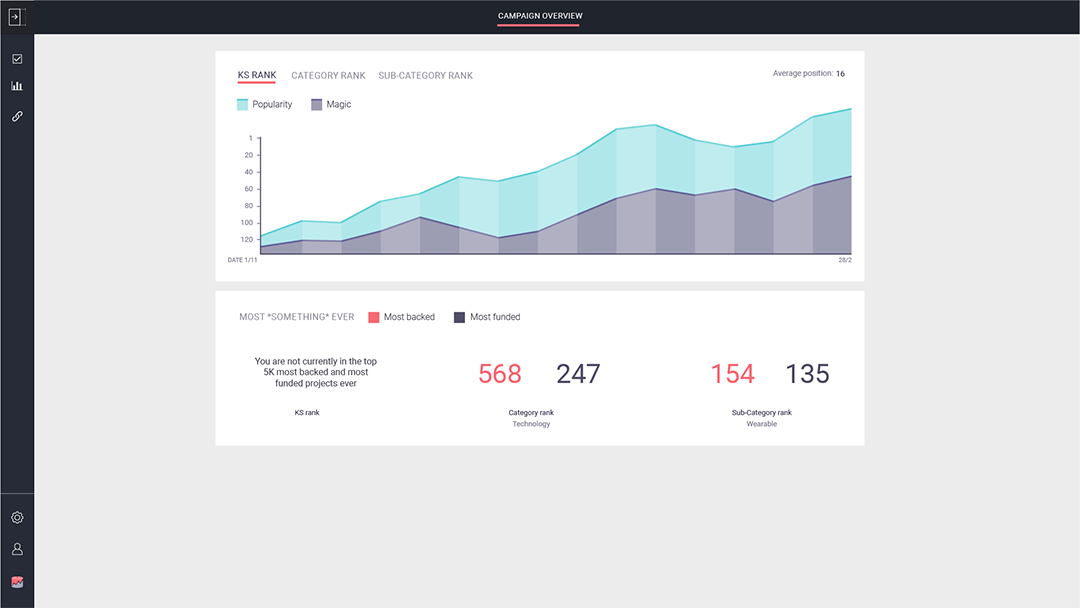 CAMPAIGN OVERVIEW
KS RANK CATEGORY RANK SUB-CATEGORY RANK Average position: 16
Popularity Magic
1
20
40
60
80
100
120
DATE 1/11 28/2
MOST *SOMETHING* EVER Most backed Most funded
You are not currently in the top
5K most backed and most
funded projects ever
KS rank
568 247
Category rank
Technology
154 135
Sub-Category rank
Wearable